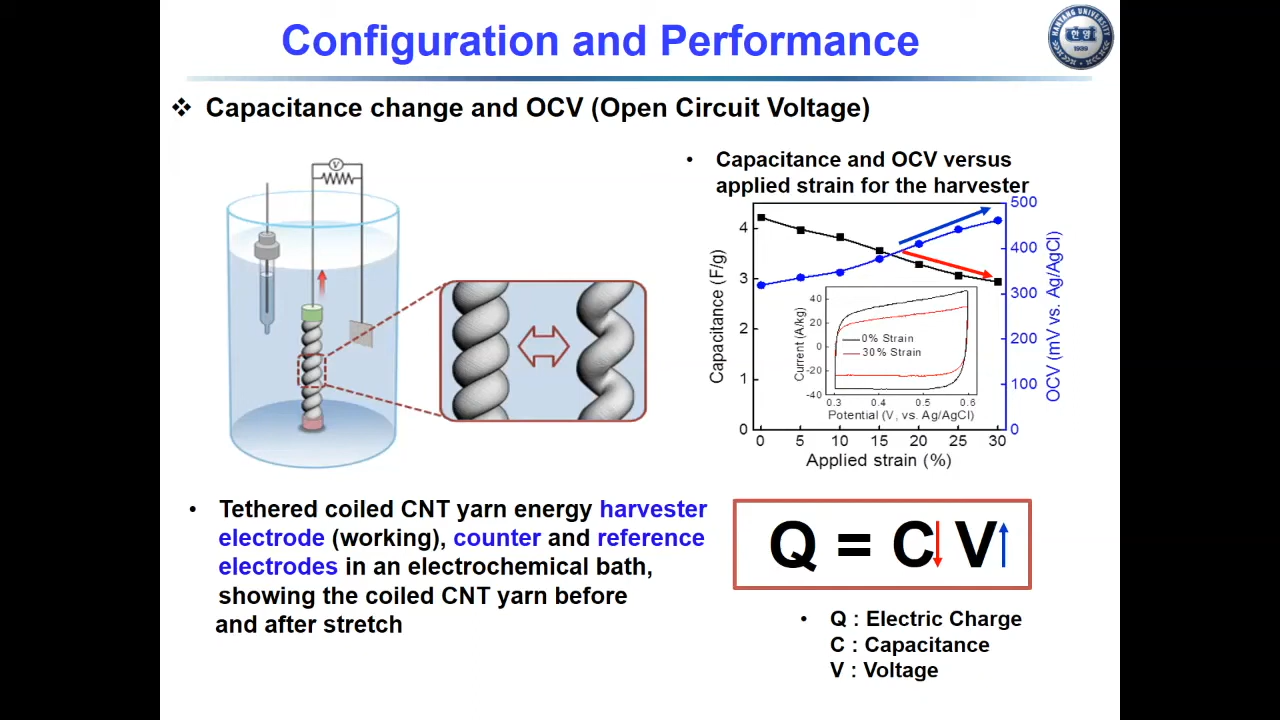 Configuration and Performance
HANYANG UNIVERSITY
한양
1939
❖ Capacitance change and OCV (Open Circuit Voltage)
V
• Capacitance and OCV versus
applied strain for the harvester
Capacitance (F/g)
4
3
2
1
0
0 5 10 15 20 25 30
Applied strain (%)
500
400
300
200
100
0
OCV (mV vs. Ag/AgCl)
Current (A/kg)
40
20
0
-20
-40
0% Strain
30% Strain
0.3 0.4 0.5 0.6
Potential (V, vs. Ag/AgCl)
• Tethered coiled CNT yarn energy harvester
electrode (working), counter and reference
electrodes in an electrochemical bath,
showing the coiled CNT yarn before
and after stretch
Q = C↓ V↑
• Q : Electric Charge
C : Capacitance
V : Voltage